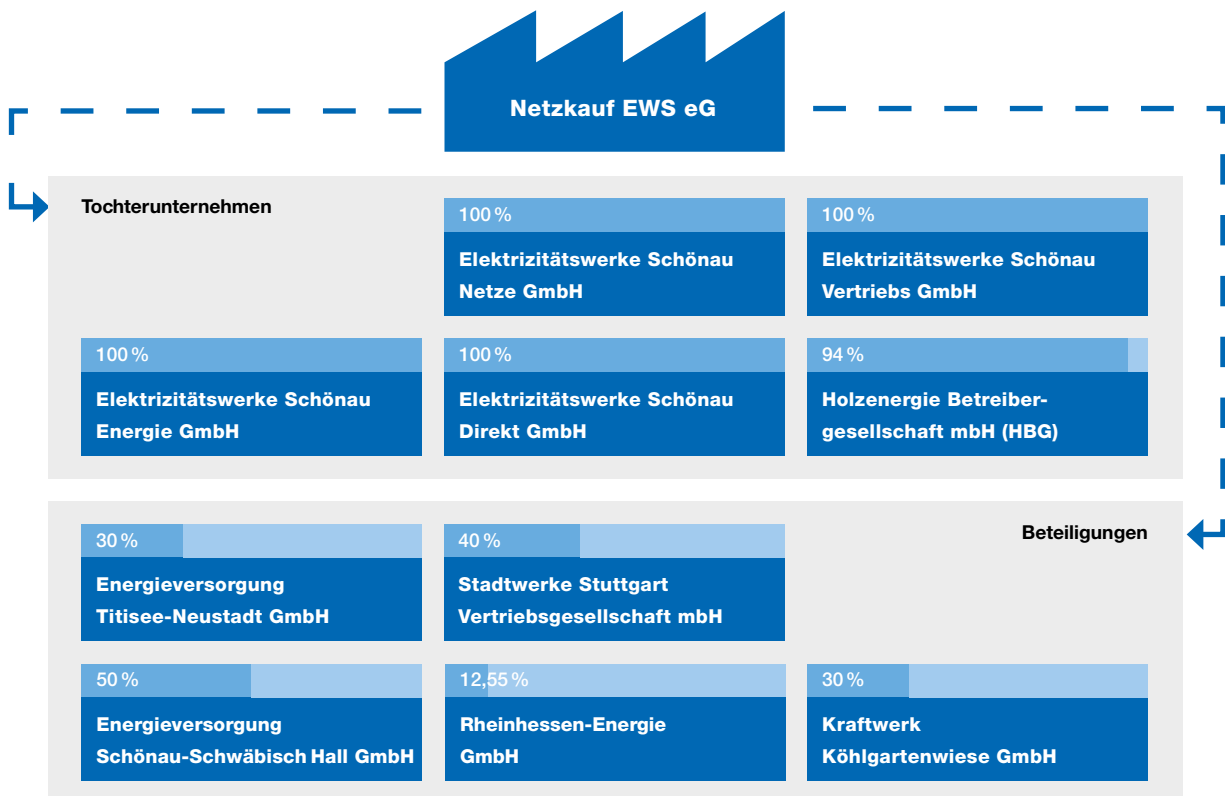 Netzkauf EWS eG
Tochterunternehmen
100 %
Elektrizitätswerke Schönau
Netze GmbH
100 %
Elektrizitätswerke Schönau
Vertriebs GmbH
100 %
Elektrizitätswerke Schönau
Energie GmbH
100 %
Elektrizitätswerke Schönau
Direkt GmbH
94 %
Holzenergie Betreiber-
gesellschaft mbH (HBG)
Beteiligungen
30 %
Energieversorgung
Titisee-Neustadt GmbH
40 %
Stadtwerke Stuttgart
Vertriebsgesellschaft mbH
50 %
Energieversorgung
Schönau-Schwäbisch Hall GmbH
12,55 %
Rheinhessen-Energie
GmbH
30 %
Kraftwerk
Köhlgartenwiese GmbH